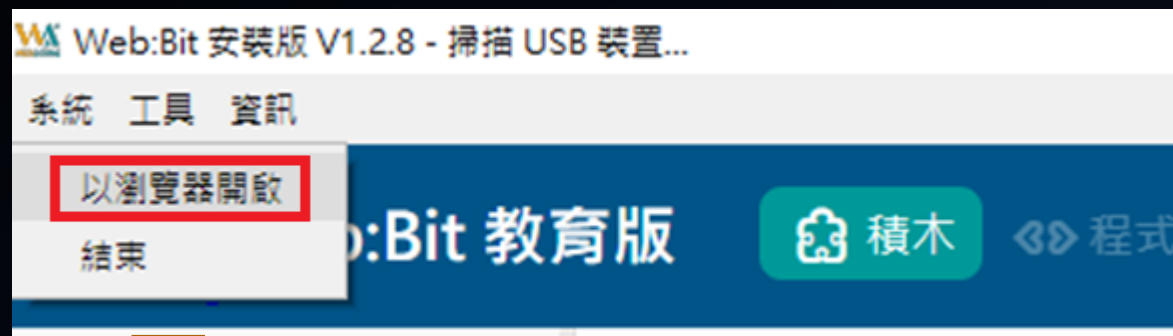 Web:Bit 安裝版 V1.2.8 - 掃描 USB 裝置...
系統 工具 資訊
以瀏覽器開啟
結束
:Bit 教育版 積木 程式